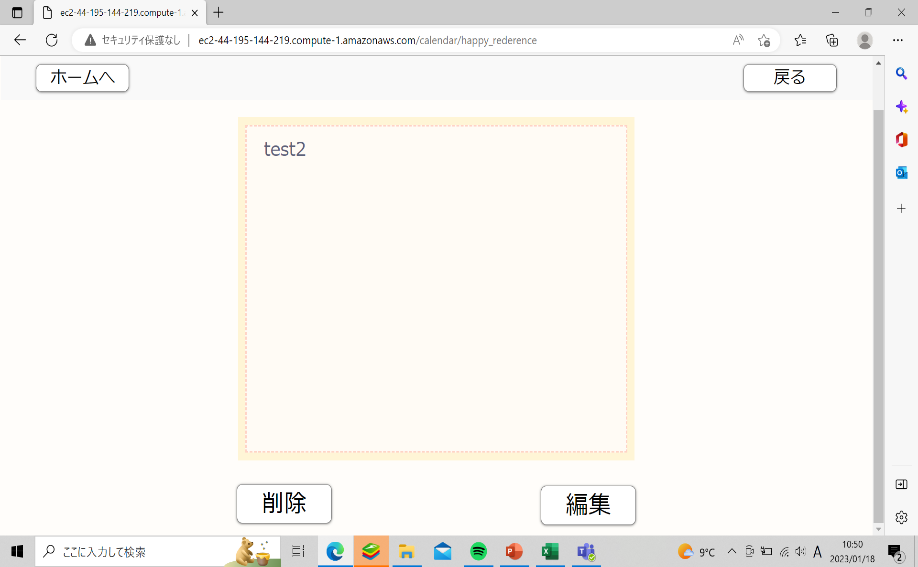 ec2-44-195-144-219.compute-1.
セキュリティ保護なし
ec2-44-195-144-219.compute-1.amazonaws.com/calendar/happy_rederence
ホームへ
戻る
test2
削除
編集
ここに入力して検索
9°C
A
10:50
2023/01/18
2